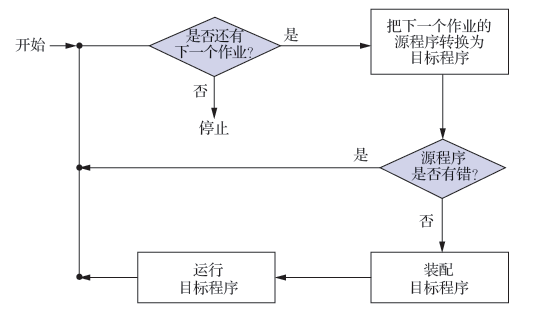 开始
是否还有
下一个作业?
是
把下一个作业的
源程序转换为
目标程序
否
停止
是
源程序
是否有错?
否
运行
目标程序
装配
目标程序